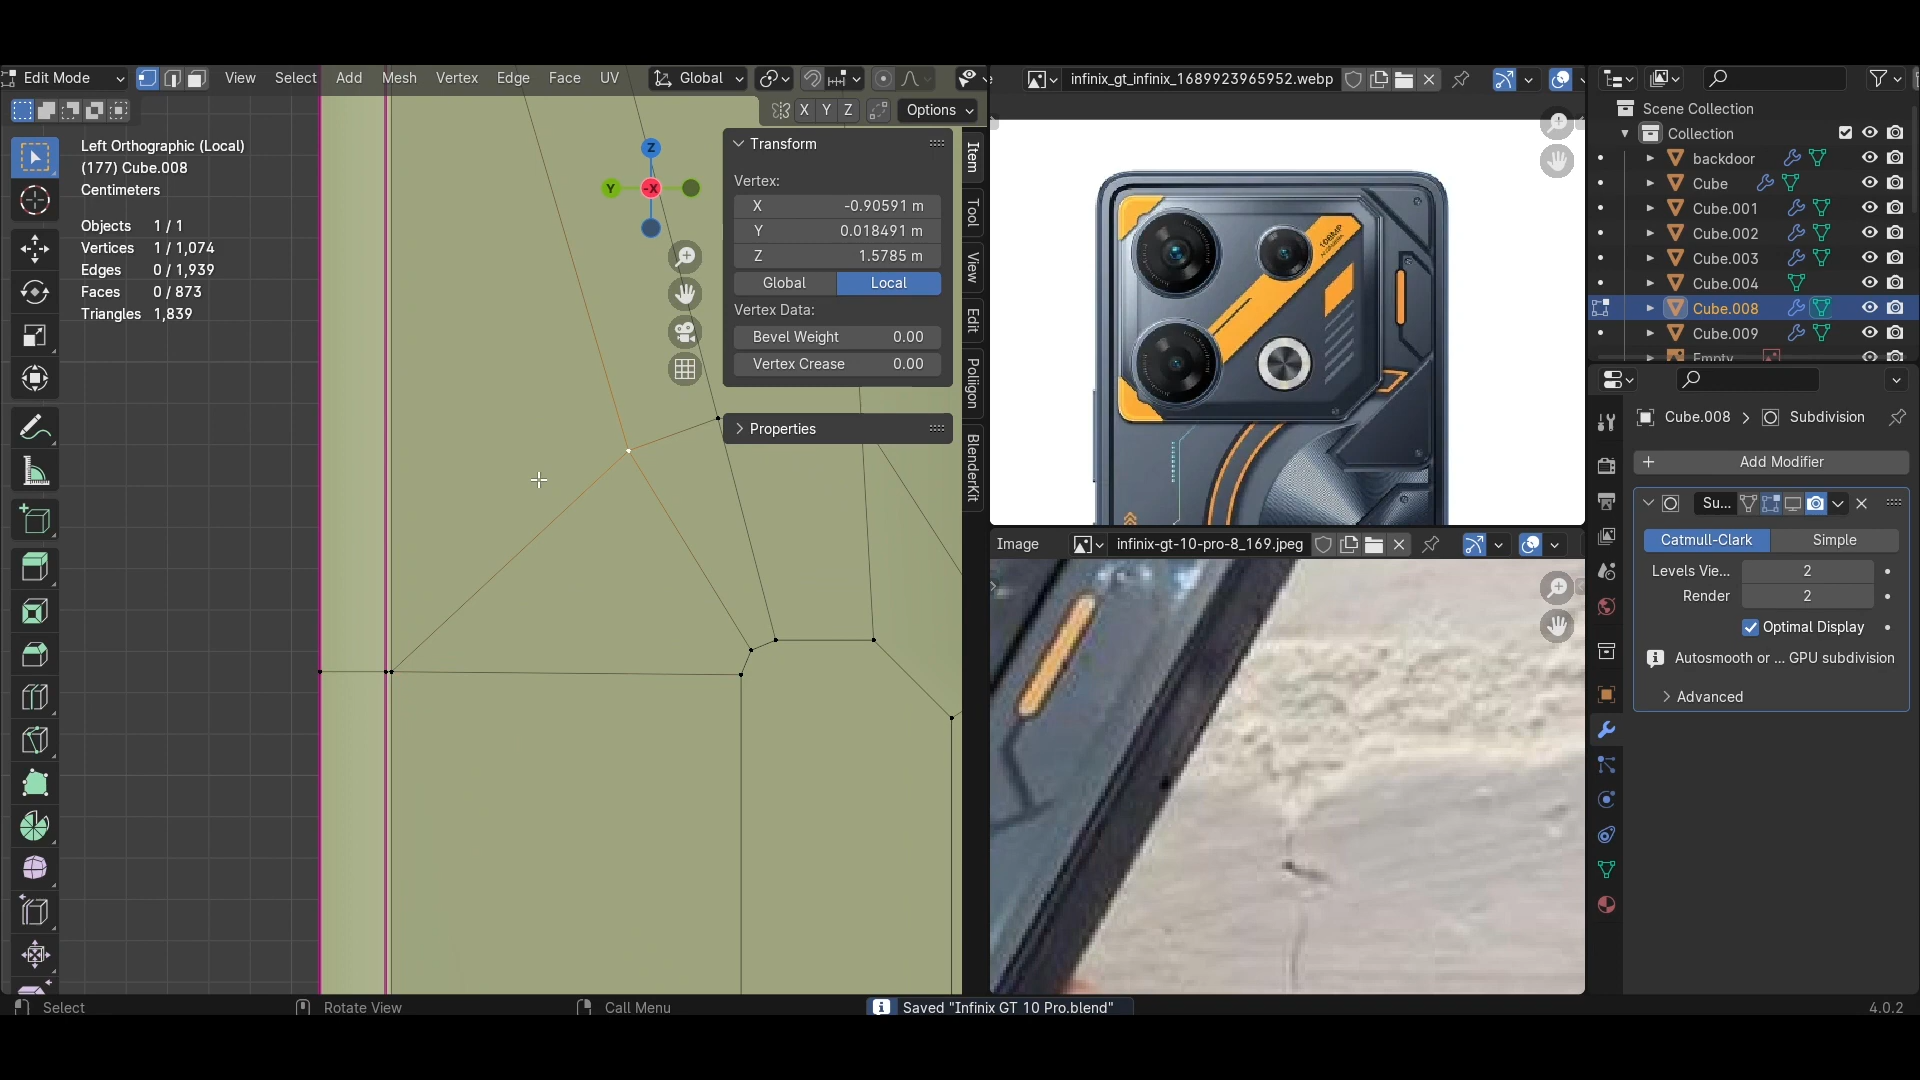 Edit Mode
View Select Add Mesh Vertex Edge Face UV
Global
X Y Z Options
Left Orthographic (Local)
(177) Cube.008
Centimeters
Objects 1 / 1
Vertices 1 / 1,074
Edges 0 / 1,939
Faces 0 / 873
Triangles 1,839
Z
Y
-X
Transform
Vertex:
X -0.90591 m
Y 0.018491 m
Z 1.5785 m
Global Local
Vertex Data:
Bevel Weight 0.00
Vertex Crease 0.00
Properties
Item
Tool
View
Edit
Poliigon
BlenderKit
infinix_gt_infinix_1689923965952.webp
108MP
Image
infinix-gt-10-pro-8_169.jpeg
Scene Collection
Collection
backdoor
Cube
Cube.001
Cube.002
Cube.003
Cube.004
Cube.008
Cube.009
Empty
Cube.008 Subdivision
Add Modifier
Su...
Catmull-Clark Simple
Levels Vie... 2
Render 2
Optimal Display
Autosmooth or ... GPU subdivision
Advanced
Select
Rotate View
Call Menu
Saved "Infinix GT 10 Pro.blend"
4.0.2